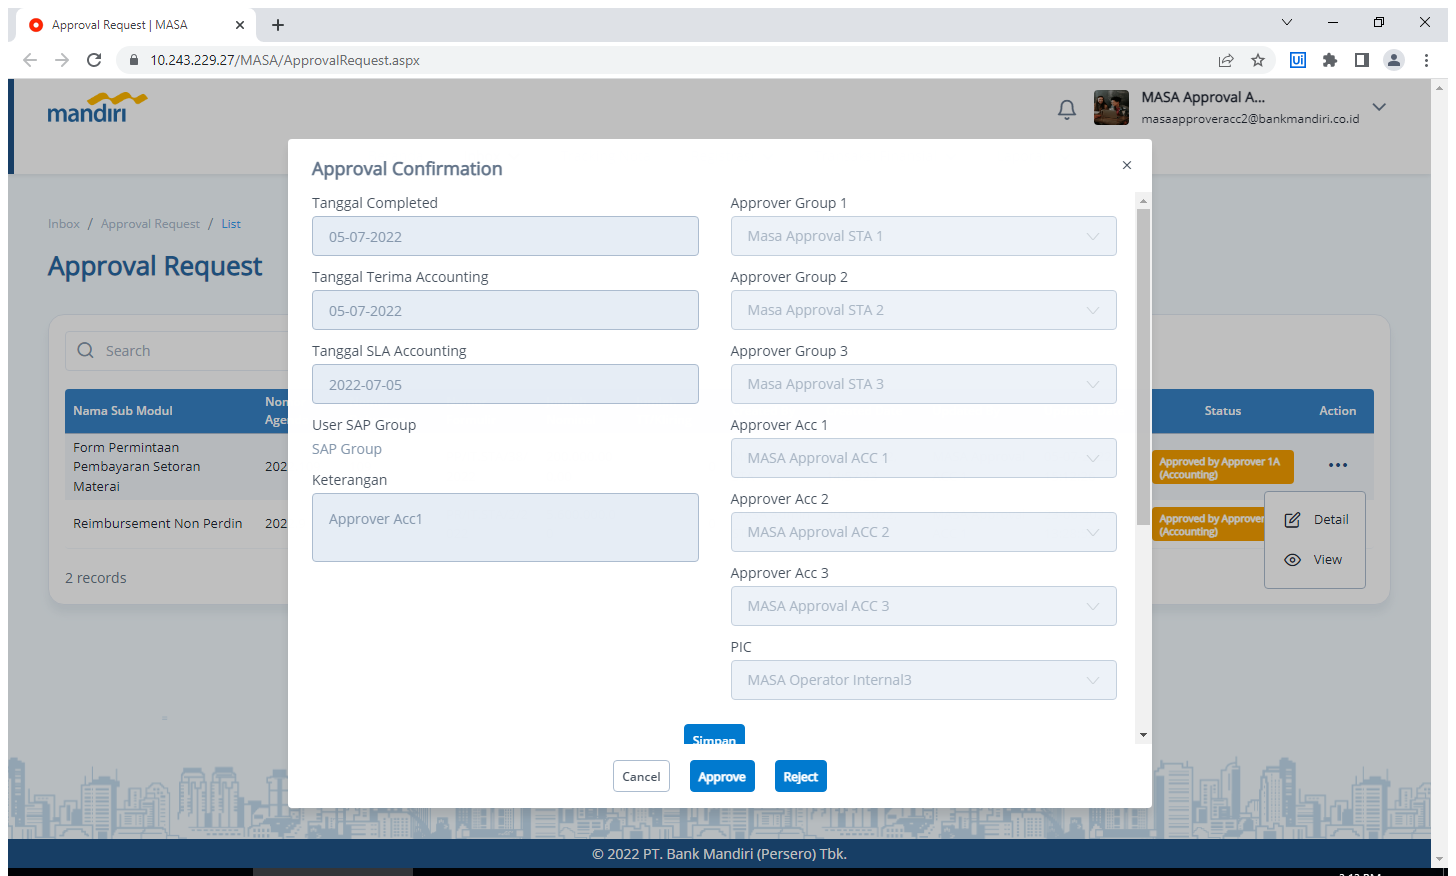 Approval Request | MASA
10.243.229.27/MASA/ApprovalRequest.aspx
Ui
mandiri
MASA Approval A...
masaapproveracc2@bankmandiri.co.id
Inbox / Approval Request / List
Approval Request
Search
Nama Sub Modul
Status
Action
Form Permintaan
Pembayaran Setoran
Materai
202
Approved by Approver 1A
(Accounting)
Reimbursement Non Perdin
202
Approved by Approver
(Accounting)
Detail
View
2 records
Approval Confirmation
Tanggal Completed
05-07-2022
Tanggal Terima Accounting
05-07-2022
Tanggal SLA Accounting
2022-07-05
User SAP Group
SAP Group
Keterangan
Approver Acc1
Approver Group 1
Masa Approval STA 1
Approver Group 2
Masa Approval STA 2
Approver Group 3
Masa Approval STA 3
Approver Acc 1
MASA Approval ACC 1
Approver Acc 2
MASA Approval ACC 2
Approver Acc 3
MASA Approval ACC 3
PIC
MASA Operator Internal3
Simpan
Cancel
Approve
Reject
© 2022 PT. Bank Mandiri (Persero) Tbk.